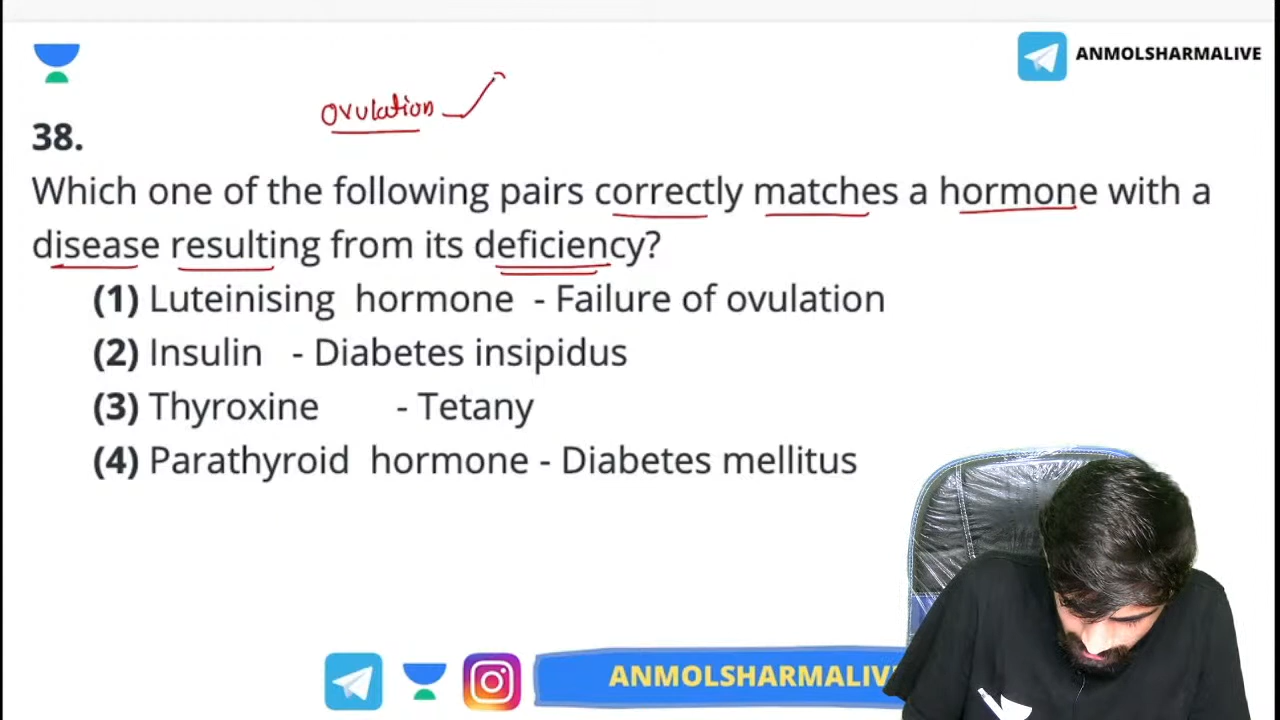 ANMOLSHARMALIVE
ovulation
38.
Which one of the following pairs correctly matches a hormone with a
disease resulting from its deficiency?
(1) Luteinising hormone - Failure of ovulation
(2) Insulin - Diabetes insipidus
(3) Thyroxine - Tetany
(4) Parathyroid hormone - Diabetes mellitus
ANMOLSHARMALIVE